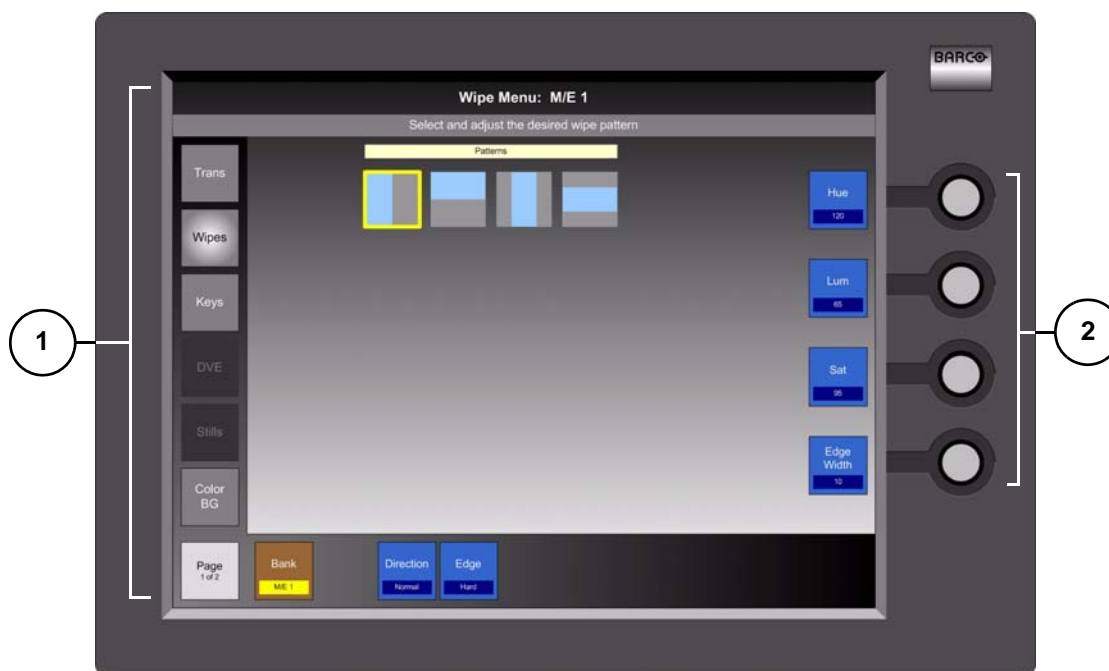 BARCO
Wipe Menu: M/E 1
Select and adjust the desired wipe pattern
Patterns
Trans
Wipes
Keys
DVE
Stills
Color
BG
Page
1 of 2
Bank
M/E 1
Direction
Normal
Edge
Hard
Hue
120
Lum
65
Sat
95
Edge
Width
10
1
2